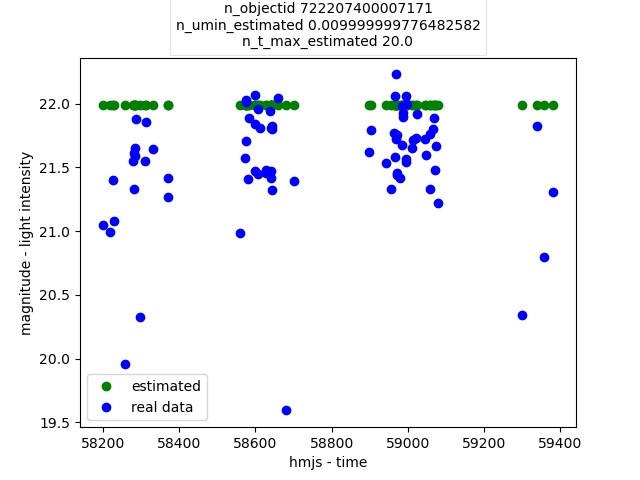 n_objectid 722207400007171
n_umin_estimated 0.009999999776482582
n_t_max_estimated 20.0
22.0
21.5
21.0
20.5
20.0
19.5
magnitude - light intensity
estimated
real data
58200 58400 58600 58800 59000 59200 59400
hmjs - time